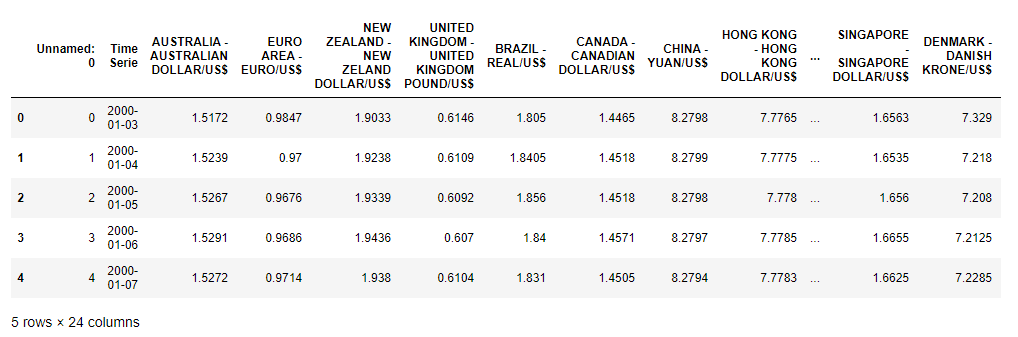 Unnamed: 0 Time Serie AUSTRALIA - AUSTRALIAN DOLLAR/US$ EURO AREA - EURO/US$ NEW ZEALAND - NEW ZELAND DOLLAR/US$ UNITED KINGDOM - UNITED KINGDOM POUND/US$ BRAZIL - REAL/US$ CANADA - CANADIAN DOLLAR/US$ CHINA - YUAN/US$ HONG KONG - HONG KONG DOLLAR/US$ ... SINGAPORE - SINGAPORE DOLLAR/US$ DENMARK - DANISH KRONE/US$
0 0 2000-01-03 1.5172 0.9847 1.9033 0.6146 1.805 1.4465 8.2798 7.7765 ... 1.6563 7.329
1 1 2000-01-04 1.5239 0.97 1.9238 0.6109 1.8405 1.4518 8.2799 7.7775 ... 1.6535 7.218
2 2 2000-01-05 1.5267 0.9676 1.9339 0.6092 1.856 1.4518 8.2798 7.778 ... 1.656 7.208
3 3 2000-01-06 1.5291 0.9686 1.9436 0.607 1.84 1.4571 8.2797 7.7785 ... 1.6655 7.2125
4 4 2000-01-07 1.5272 0.9714 1.938 0.6104 1.831 1.4505 8.2794 7.7783 ... 1.6625 7.2285
5 rows × 24 columns